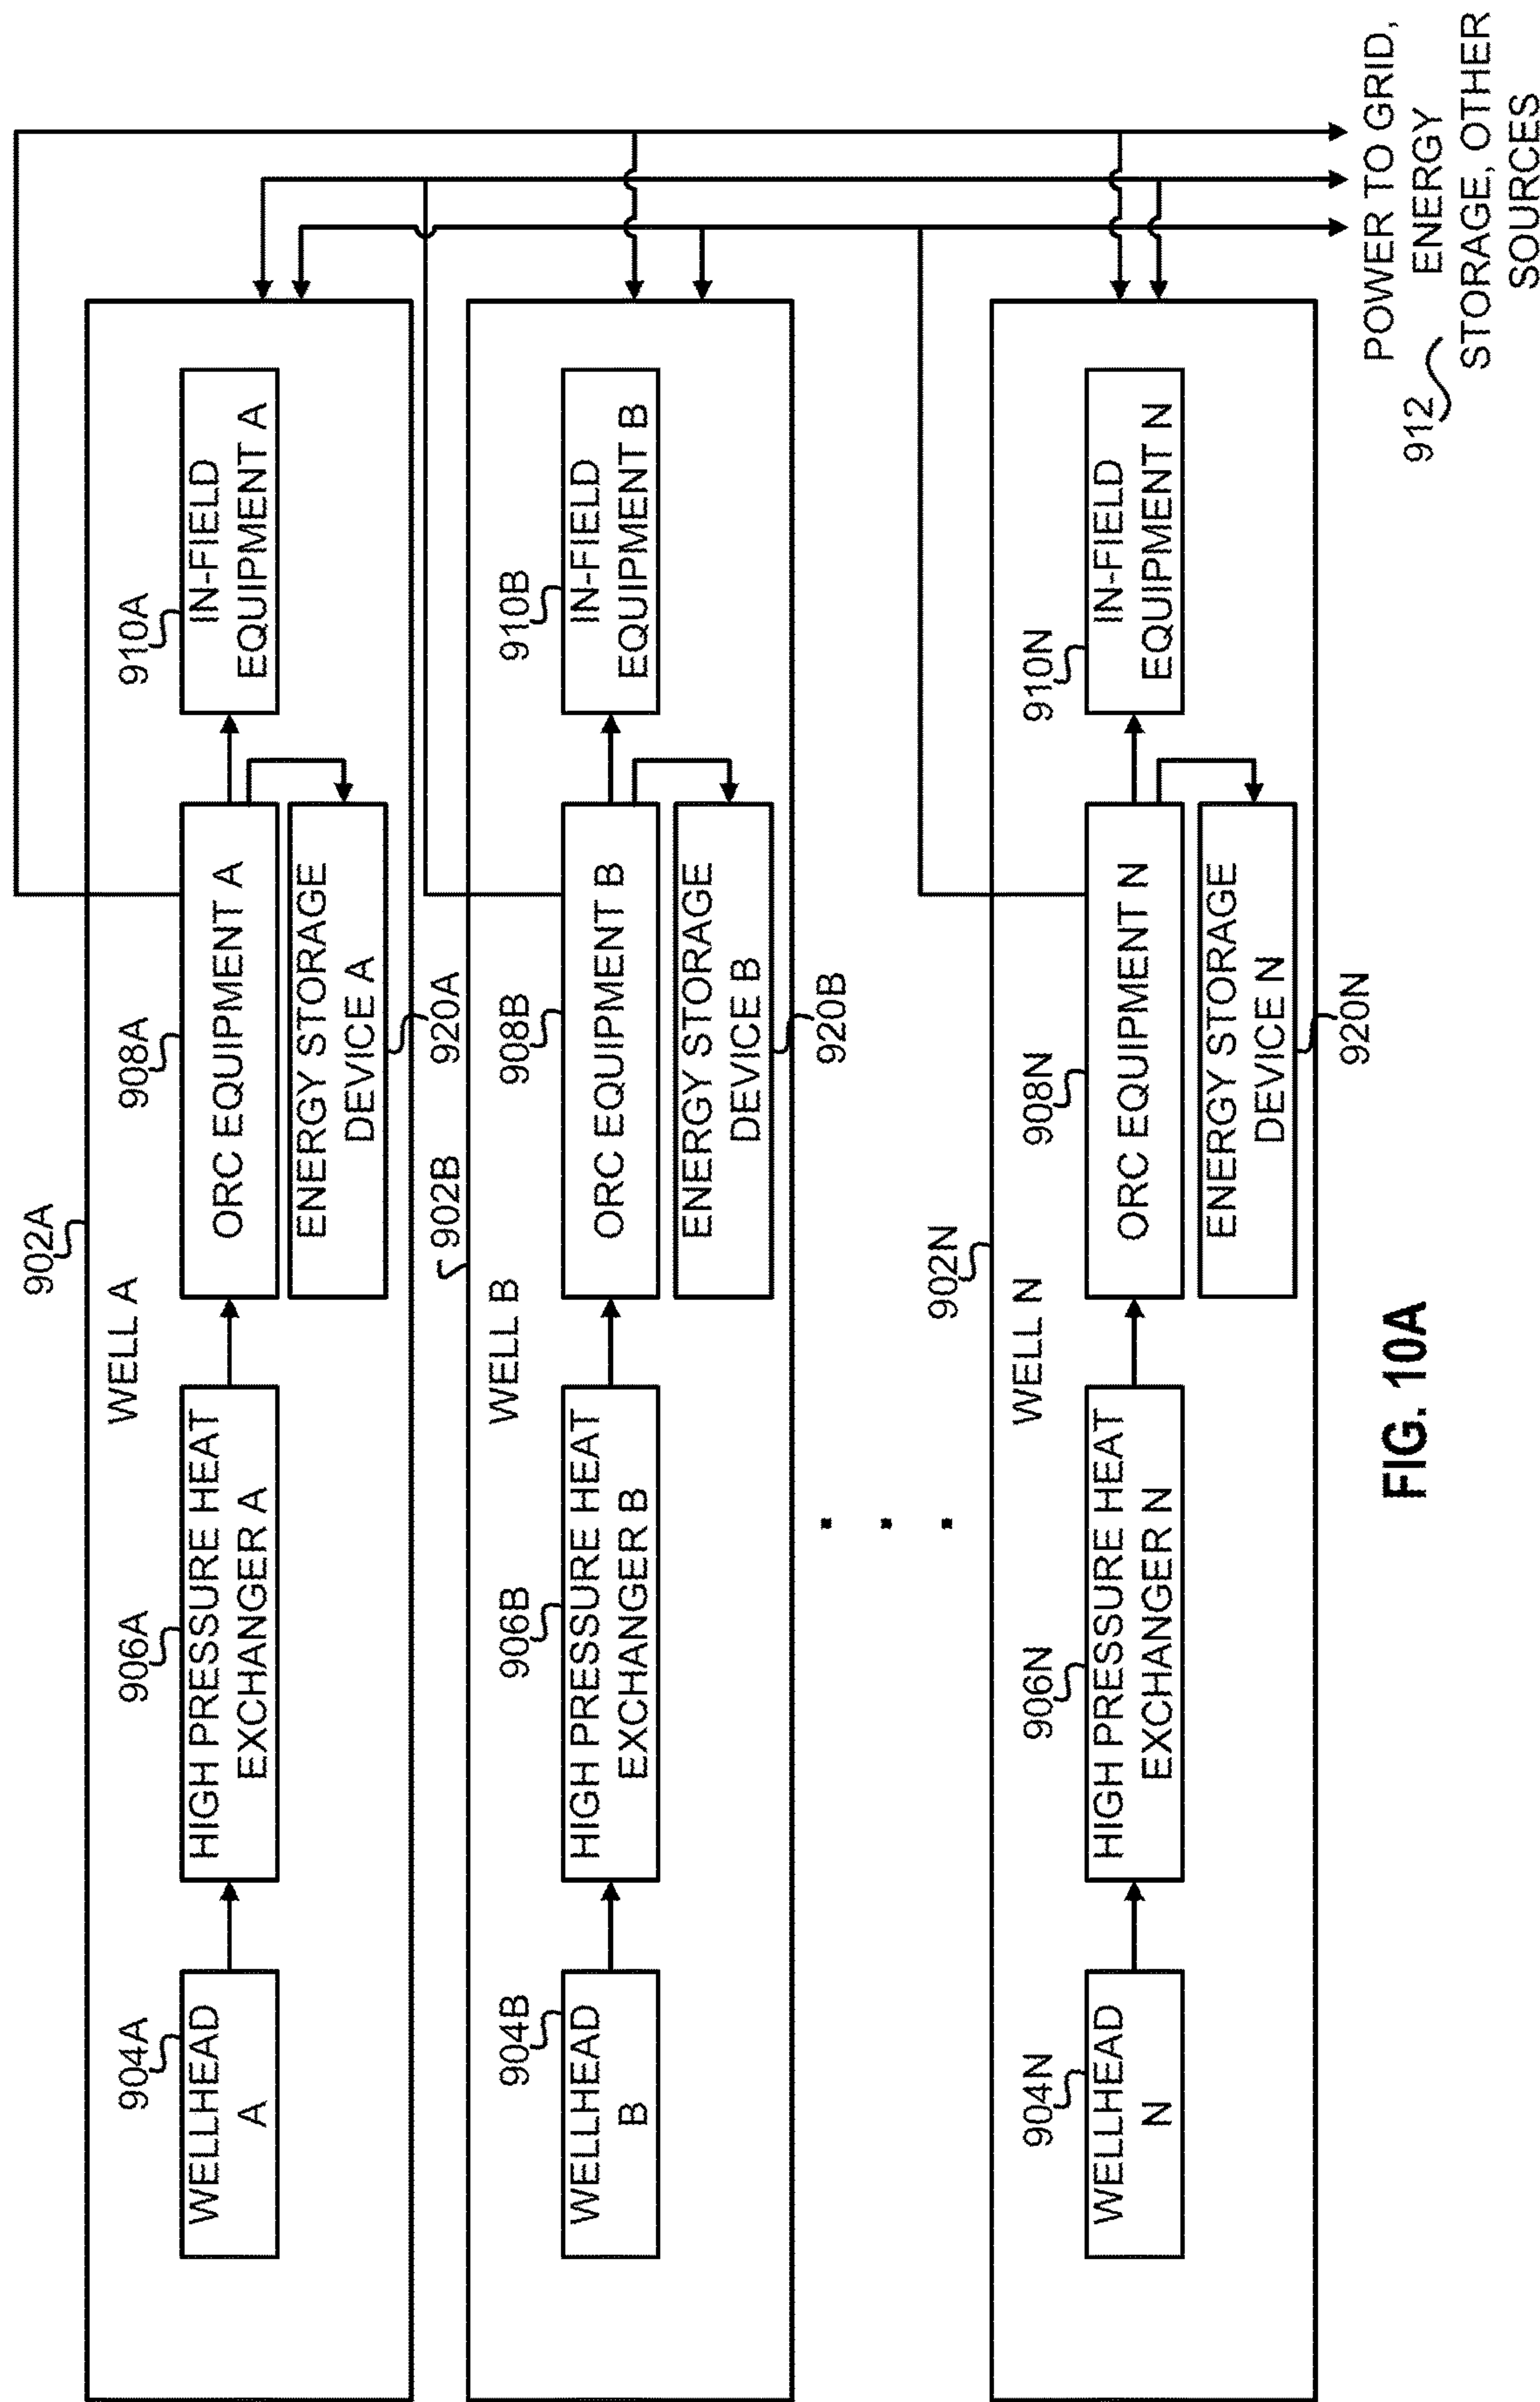 902A
WELL A
904A
WELLHEAD
A
906A
HIGH PRESSURE HEAT
EXCHANGER A
908A
ORC EQUIPMENT A
ENERGY STORAGE
DEVICE A
920A
910A
IN-FIELD
EQUIPMENT A
902B
WELL B
904B
WELLHEAD
B
906B
HIGH PRESSURE HEAT
EXCHANGER B
908B
ORC EQUIPMENT B
ENERGY STORAGE
DEVICE B
920B
910B
IN-FIELD
EQUIPMENT B
902N
WELL N
904N
WELLHEAD
N
906N
HIGH PRESSURE HEAT
EXCHANGER N
908N
ORC EQUIPMENT N
ENERGY STORAGE
DEVICE N
920N
910N
IN-FIELD
EQUIPMENT N
912
POWER TO GRID,
ENERGY
STORAGE, OTHER
SOURCES
FIG. 10A